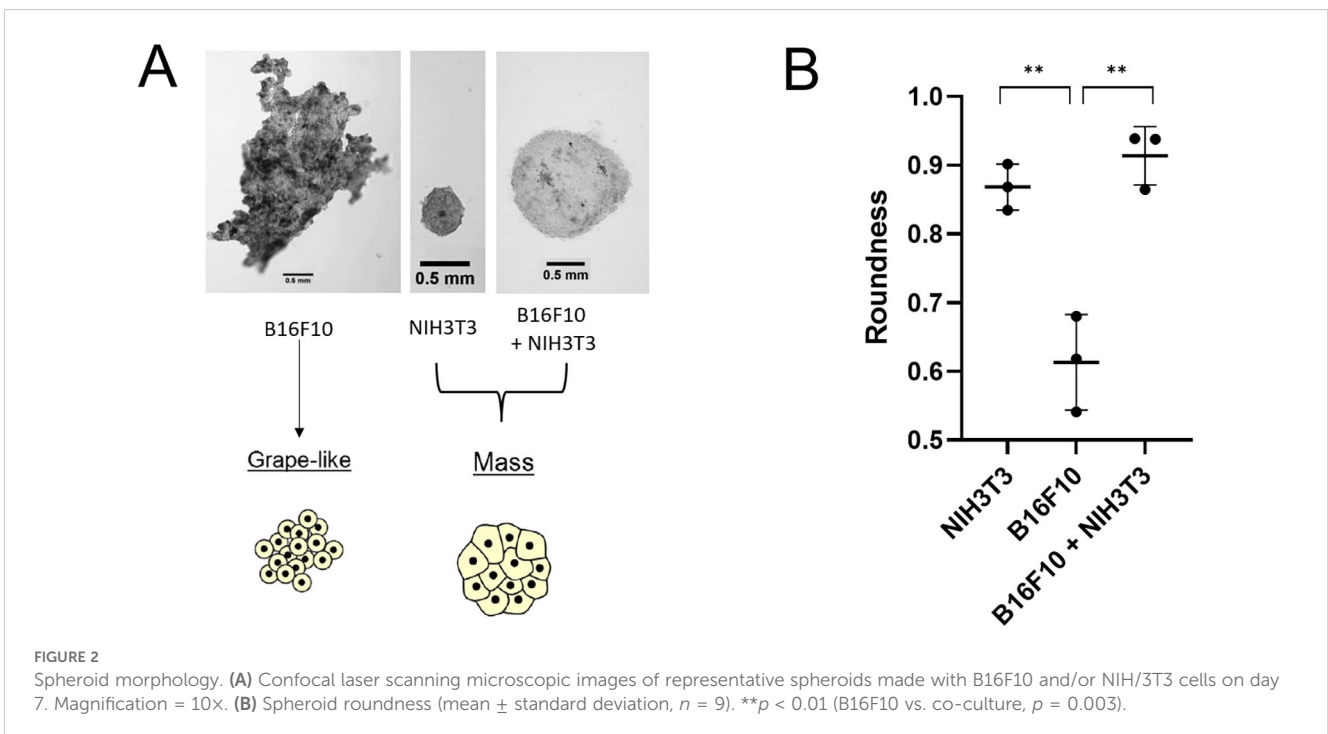 A
0.5 mm
0.5 mm
0.5 mm
B16F10
NIH3T3
B16F10
+ NIH3T3
Grape-like
Mass
B
**
**
1.0
0.9
0.8
0.7
0.6
0.5
Roundness
NIH3T3
B16F10
B16F10 + NIH3T3
FIGURE 2
Spheroid morphology. (A) Confocal laser scanning microscopic images of representative spheroids made with B16F10 and/or NIH/3T3 cells on day
7. Magnification = 10×. (B) Spheroid roundness (mean ± standard deviation, n = 9). **p < 0.01 (B16F10 vs. co-culture, p = 0.003).